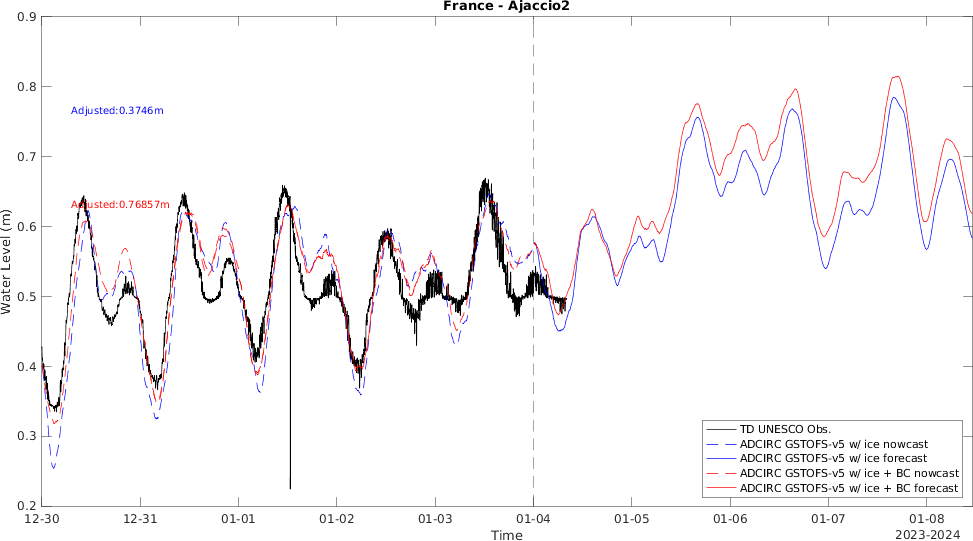 France - Ajaccio2
0.9
0.8
0.7
0.6
0.5
0.4
0.3
0.2
Water Level (m)
Adjusted:0.3746m
Adjusted:0.76857m
TD UNESCO Obs.
ADCIRC GSTOFS-v5 w/ ice nowcast
ADCIRC GSTOFS-v5 w/ ice forecast
ADCIRC GSTOFS-v5 w/ ice + BC nowcast
ADCIRC GSTOFS-v5 w/ ice + BC forecast
12-30 12-31 01-01 01-02 01-03 01-04 01-05 01-06 01-07 01-08
Time
2023-2024